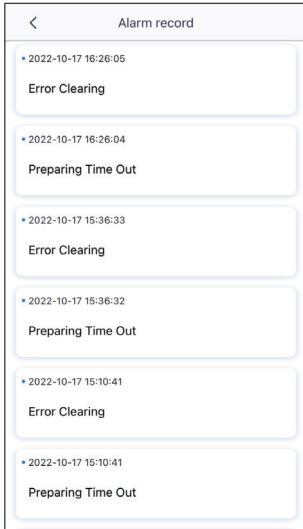 Alarm record
2022-10-17 16:26:05
Error Clearing
2022-10-17 16:26:04
Preparing Time Out
2022-10-17 15:36:33
Error Clearing
2022-10-17 15:36:32
Preparing Time Out
2022-10-17 15:10:41
Error Clearing
2022-10-17 15:10:41
Preparing Time Out